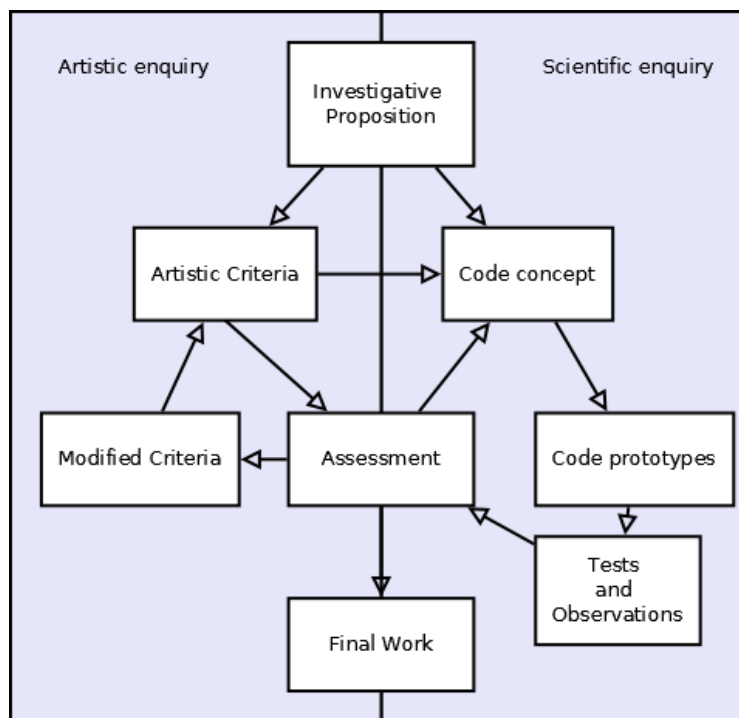 Artistic enquiry
Scientific enquiry
Investigative
Proposition
Artistic Criteria
Code concept
Modified Criteria
Assessment
Code prototypes
Tests
and
Observations
Final Work